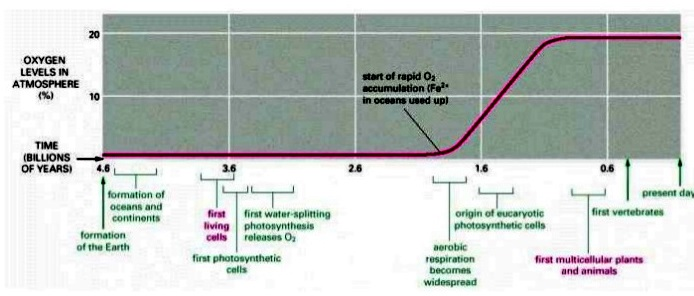 20
OXYGEN
LEVELS IN
ATMOSPHERE
(%)
10
start of rapid O₂
accumulation (Fe²⁺
in oceans used up)
TIME
(BILLIONS
OF YEARS)
4.6
3.6
2.6
1.6
0.6
formation of
oceans and
continents
formation
of the Earth
first
living
cells
first water-splitting
photosynthesis
releases O₂
first photosynthetic
cells
aerobic
respiration
becomes
widespread
origin of eucaryotic
photosynthetic cells
first vertebrates
present day
first multicellular plants
and animals